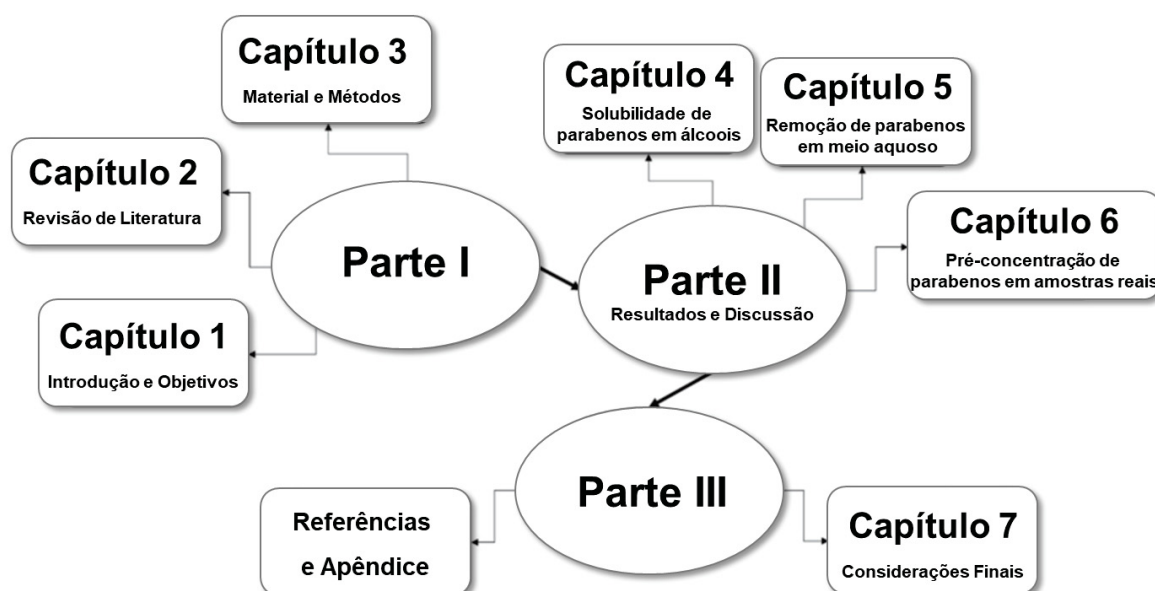 Capítulo 3
Material e Métodos
Capítulo 4
Solubilidade de
parabenos em álcoois
Capítulo 5
Remoção de parabenos
em meio aquoso
Capítulo 2
Revisão de Literatura
Capítulo 6
Pré-concentração de
parabenos em amostras reais
Parte I
Parte II
Resultados e Discussão
Capítulo 1
Introdução e Objetivos
Parte III
Referências
e Apêndice
Capítulo 7
Considerações Finais